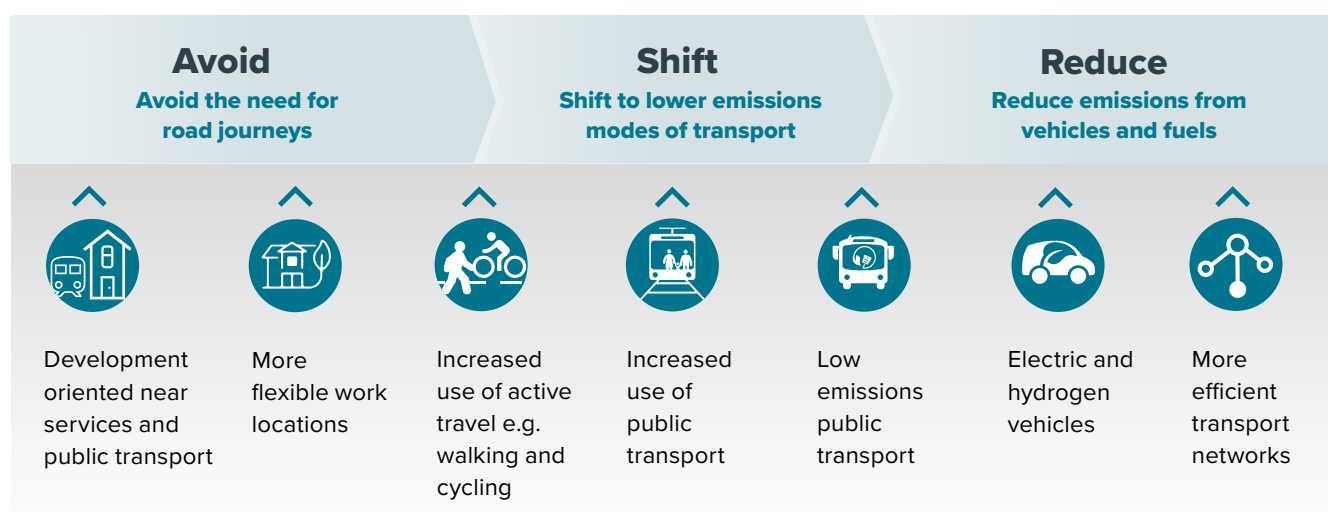 Avoid
Avoid the need for
road journeys
Shift
Shift to lower emissions
modes of transport
Reduce
Reduce emissions from
vehicles and fuels
Development
oriented near
services and
public transport
More
flexible work
locations
Increased
use of active
travel e.g.
walking and
cycling
Increased
use of
public
transport
Low
emissions
public
transport
Electric and
hydrogen
vehicles
More
efficient
transport
networks